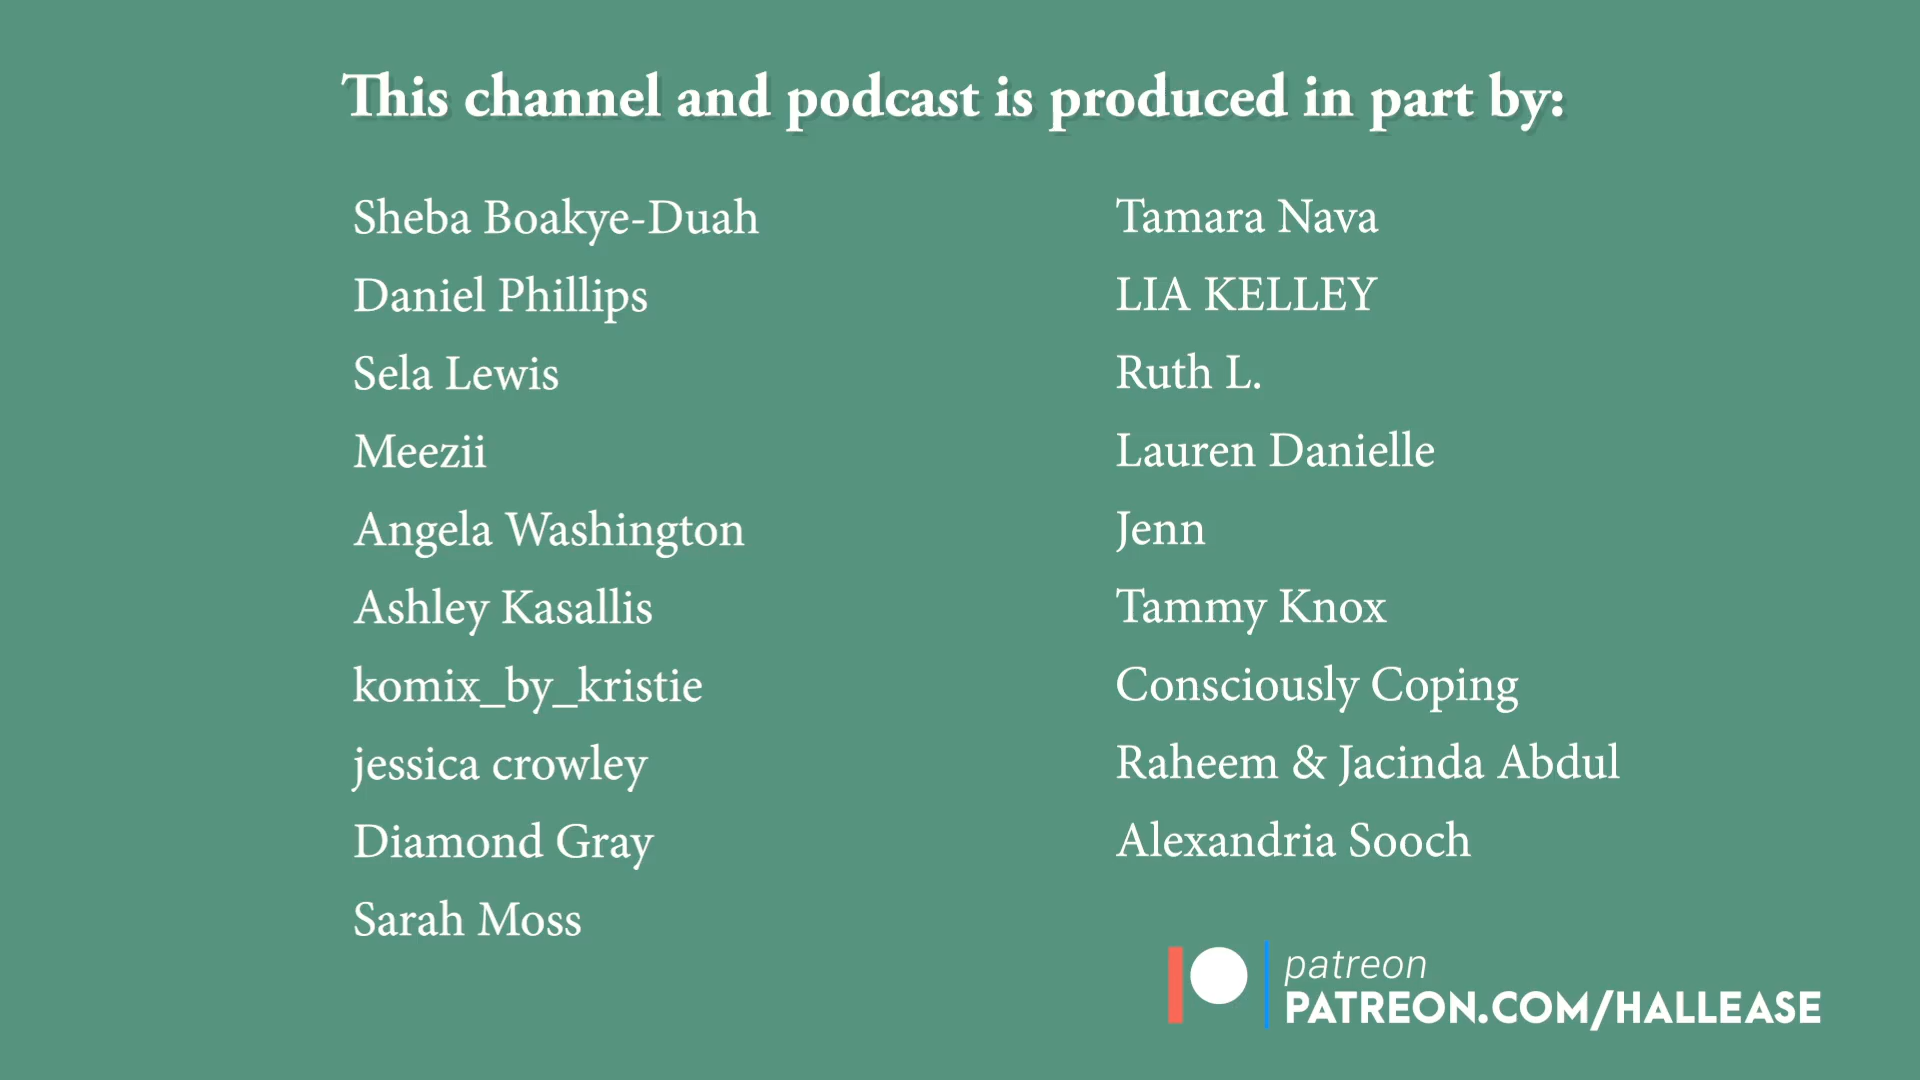 This channel and podcast is produced in part by:
Sheba Boakye-Duah
Daniel Phillips
Sela Lewis
Meezii
Angela Washington
Ashley Kasallis
komix_by_kristie
jessica crowley
Diamond Gray
Sarah Moss
Tamara Nava
LIA KELLEY
Ruth L.
Lauren Danielle
Jenn
Tammy Knox
Consciously Coping
Raheem & Jacinda Abdul
Alexandria Sooch
patreon
PATREON.COM/HALLEASE